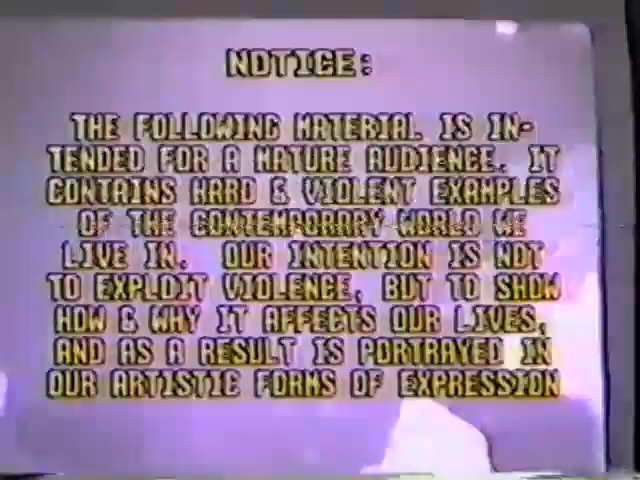 NOTICE:
THE FOLLOWING MATERIAL IS IN-
TENDED FOR A MATURE AUDIENCE. IT
CONTAINS HARD & VIOLENT EXAMPLES
OF THE CONTEMPORARY WORLD WE
LIVE IN. OUR INTENTION IS NOT
TO EXPLOIT VIOLENCE, BUT TO SHOW
HOW & WHY IT AFFECTS OUR LIVES,
AND AS A RESULT IS PORTRAYED IN
OUR ARTISTIC FORMS OF EXPRESSION